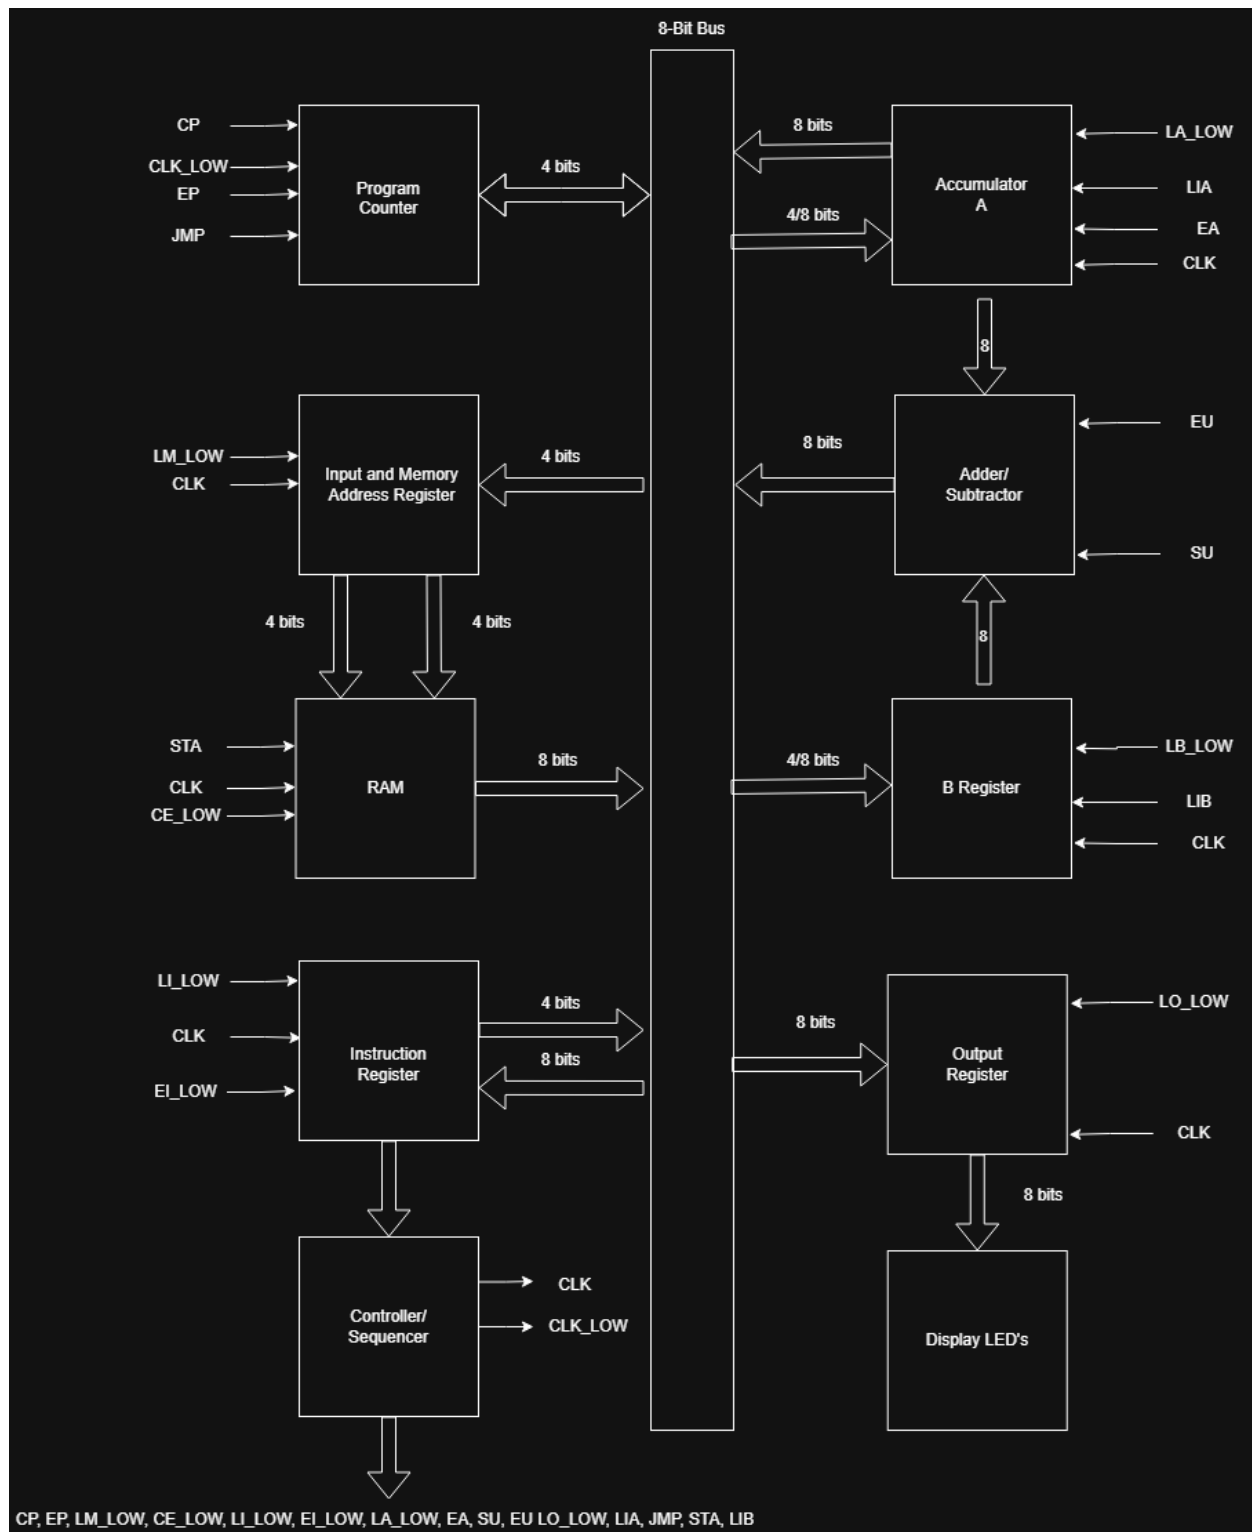 8-Bit Bus
CP
CLK_LOW
EP
JMP
Program
Counter
4 bits
8 bits
4/8 bits
Accumulator
A
LA_LOW
LIA
EA
CLK
8
LM_LOW
CLK
Input and Memory
Address Register
4 bits
8 bits
Adder/
Subtractor
EU
SU
4 bits
4 bits
8
STA
CLK
CE_LOW
RAM
8 bits
4/8 bits
B Register
LB_LOW
LIB
CLK
LI_LOW
CLK
EI_LOW
Instruction
Register
4 bits
8 bits
8 bits
Output
Register
LO_LOW
CLK
8 bits
Controller/
Sequencer
CLK
CLK_LOW
Display LED's
CP, EP, LM_LOW, CE_LOW, LI_LOW, EI_LOW, LA_LOW, EA, SU, EU LO_LOW, LIA, JMP, STA, LIB